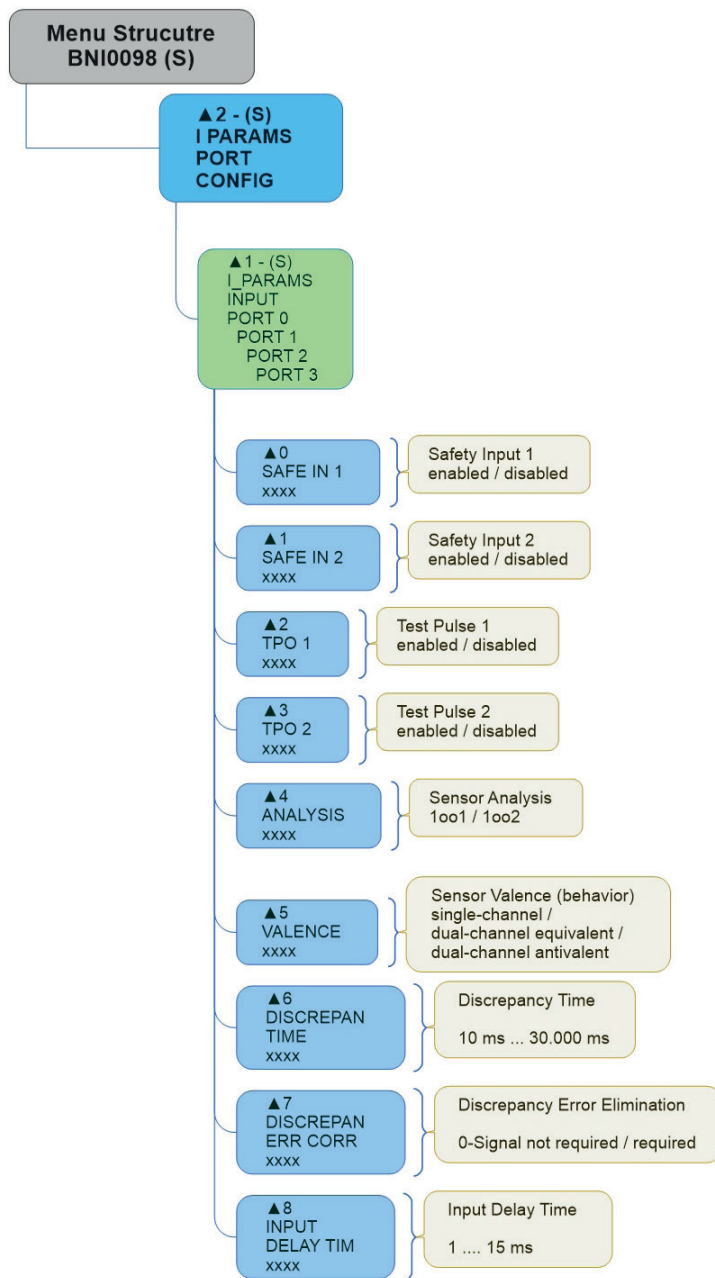 Menu Strucutre
BNI0098 (S)
▲2 - (S)
I PARAMS
PORT
CONFIG
▲1 - (S)
I_PARAMS
INPUT
PORT 0
PORT 1
PORT 2
PORT 3
▲0
SAFE IN 1
xxxx
Safety Input 1
enabled / disabled
▲1
SAFE IN 2
xxxx
Safety Input 2
enabled / disabled
▲2
TPO 1
xxxx
Test Pulse 1
enabled / disabled
▲3
TPO 2
xxxx
Test Pulse 2
enabled / disabled
▲4
ANALYSIS
xxxx
Sensor Analysis
1oo1 / 1oo2
▲5
VALENCE
xxxx
Sensor Valence (behavior)
single-channel /
dual-channel equivalent /
dual-channel antivalent
▲6
DISCREPAN
TIME
xxxx
Discrepancy Time
10 ms ... 30.000 ms
▲7
DISCREPAN
ERR CORR
xxxx
Discrepancy Error Elimination
0-Signal not required / required
▲8
INPUT
DELAY TIM
xxxx
Input Delay Time
1 .... 15 ms